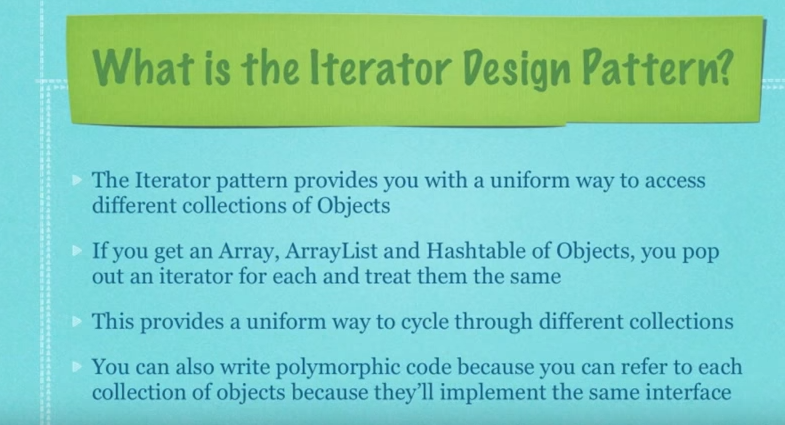 What is the Iterator Design Pattern?
The Iterator pattern provides you with a uniform way to access
different collections of Objects
If you get an Array, ArrayList and Hashtable of Objects, you pop
out an iterator for each and treat them the same
This provides a uniform way to cycle through different collections
You can also write polymorphic code because you can refer to each
collection of objects because they'll implement the same interface